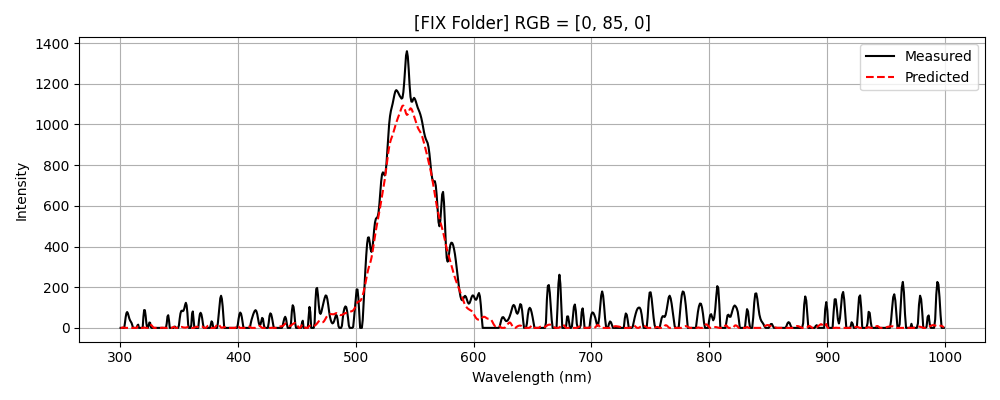 [FIX Folder] RGB = [0, 85, 0]
Measured
Predicted
1400
1200
1000
800
600
400
200
0
Intensity
300 400 500 600 700 800 900 1000
Wavelength (nm)